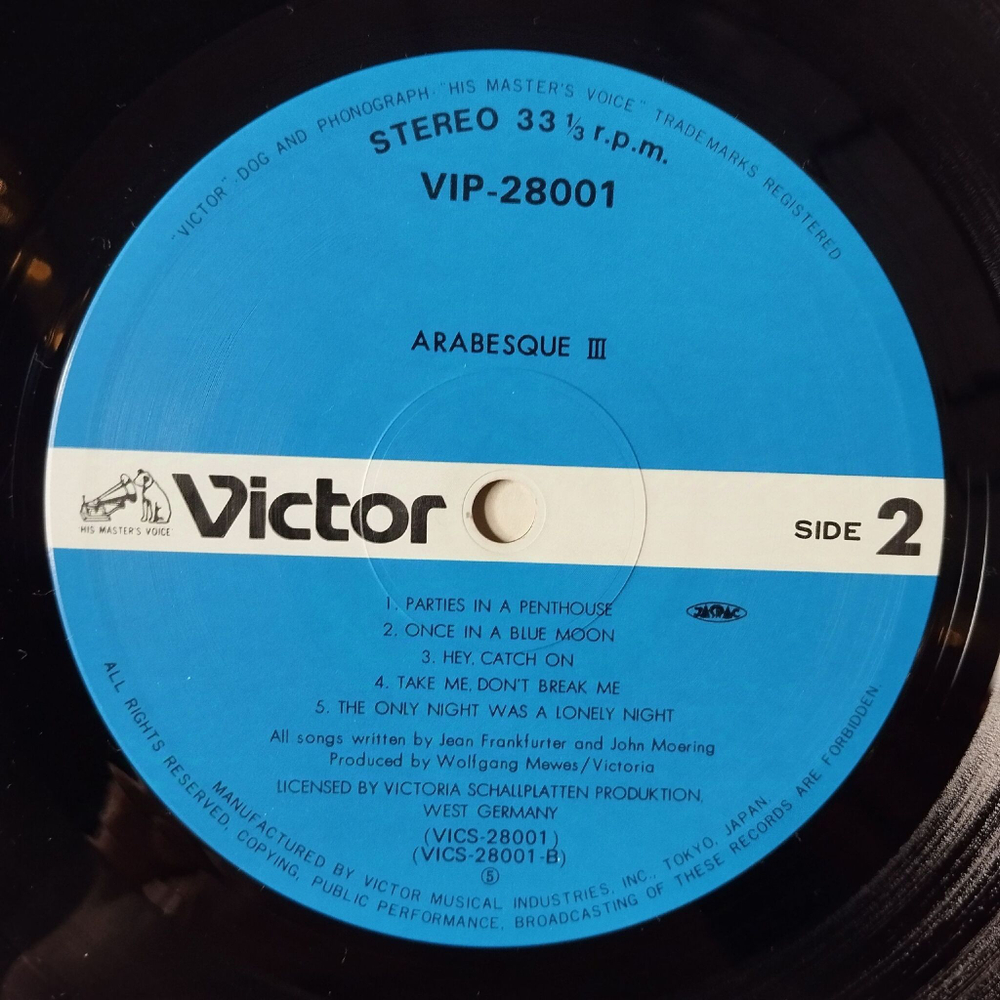 "VICTOR" · DOG AND PHONOGRAPH · "HIS MASTER'S VOICE" TRADEMARKS REGISTERED
STEREO 33 ⅓ r.p.m.
VIP-28001
ARABESQUE III
HIS MASTER'S VOICE
Victor
SIDE 2
1. PARTIES IN A PENTHOUSE
JASRAC
2. ONCE IN A BLUE MOON
3. HEY, CATCH ON
4. TAKE ME, DON'T BREAK ME
5. THE ONLY NIGHT WAS A LONELY NIGHT
All songs written by Jean Frankfurter and John Moering
Produced by Wolfgang Mewes/Victoria
LICENSED BY VICTORIA SCHALLPLATTEN PRODUKTION,
WEST GERMANY
(VICS-28001)
(VICS-28001-B)
⑤
MANUFACTURED BY VICTOR MUSICAL INDUSTRIES, INC., TOKYO, JAPAN.
ALL RIGHTS RESERVED, COPYING, PUBLIC PERFORMANCE, BROADCASTING OF THESE RECORDS ARE FORBIDDEN